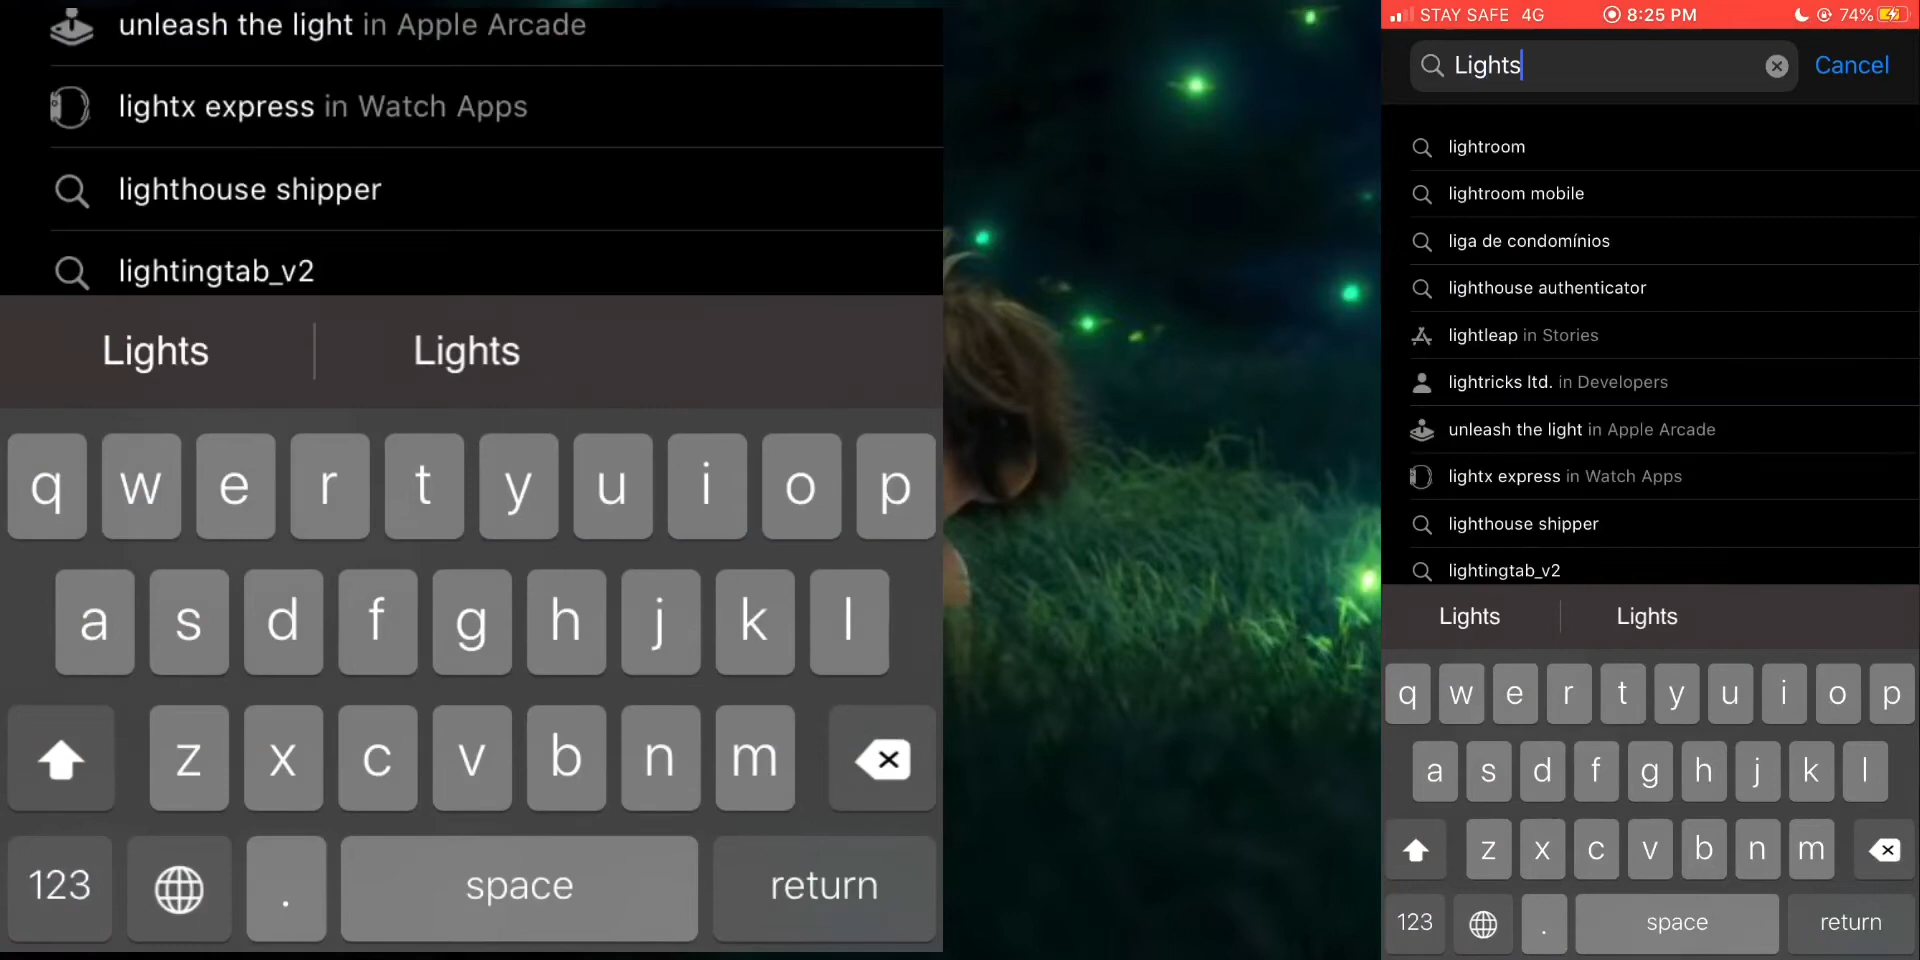 unleash the light in Apple Arcade
lightx express in Watch Apps
lighthouse shipper
lightingtab_v2
Lights Lights
q w e r t y u i o p
a s d f g h j k l
z x c v b n m
123 . space return
STAY SAFE 4G 8:25 PM 74%
Lights Cancel
lightroom
lightroom mobile
liga de condomínios
lighthouse authenticator
lightleap in Stories
lightricks ltd. in Developers
unleash the light in Apple Arcade
lightx express in Watch Apps
lighthouse shipper
lightingtab_v2
Lights Lights
q w e r t y u i o p
a s d f g h j k l
z x c v b n m
123 . space return